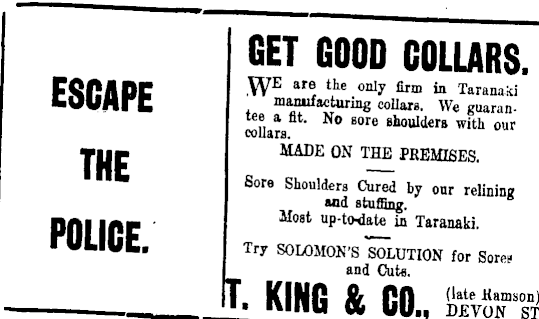 ESCAPE
THE
POLICE.
GET GOOD COLLARS.
WE are the only firm in Taranaki
manufacturing collars. We guaran-
tee a fit. No sore shoulders with our
collars.
MADE ON THE PREMISES.
Sore Shoulders Cured by our relining
and stuffing.
Most up-to-date in Taranaki.
Try SOLOMON'S SOLUTION for Sores
and Cuts.
T. KING & CO., (late Ramson)
DEVON ST